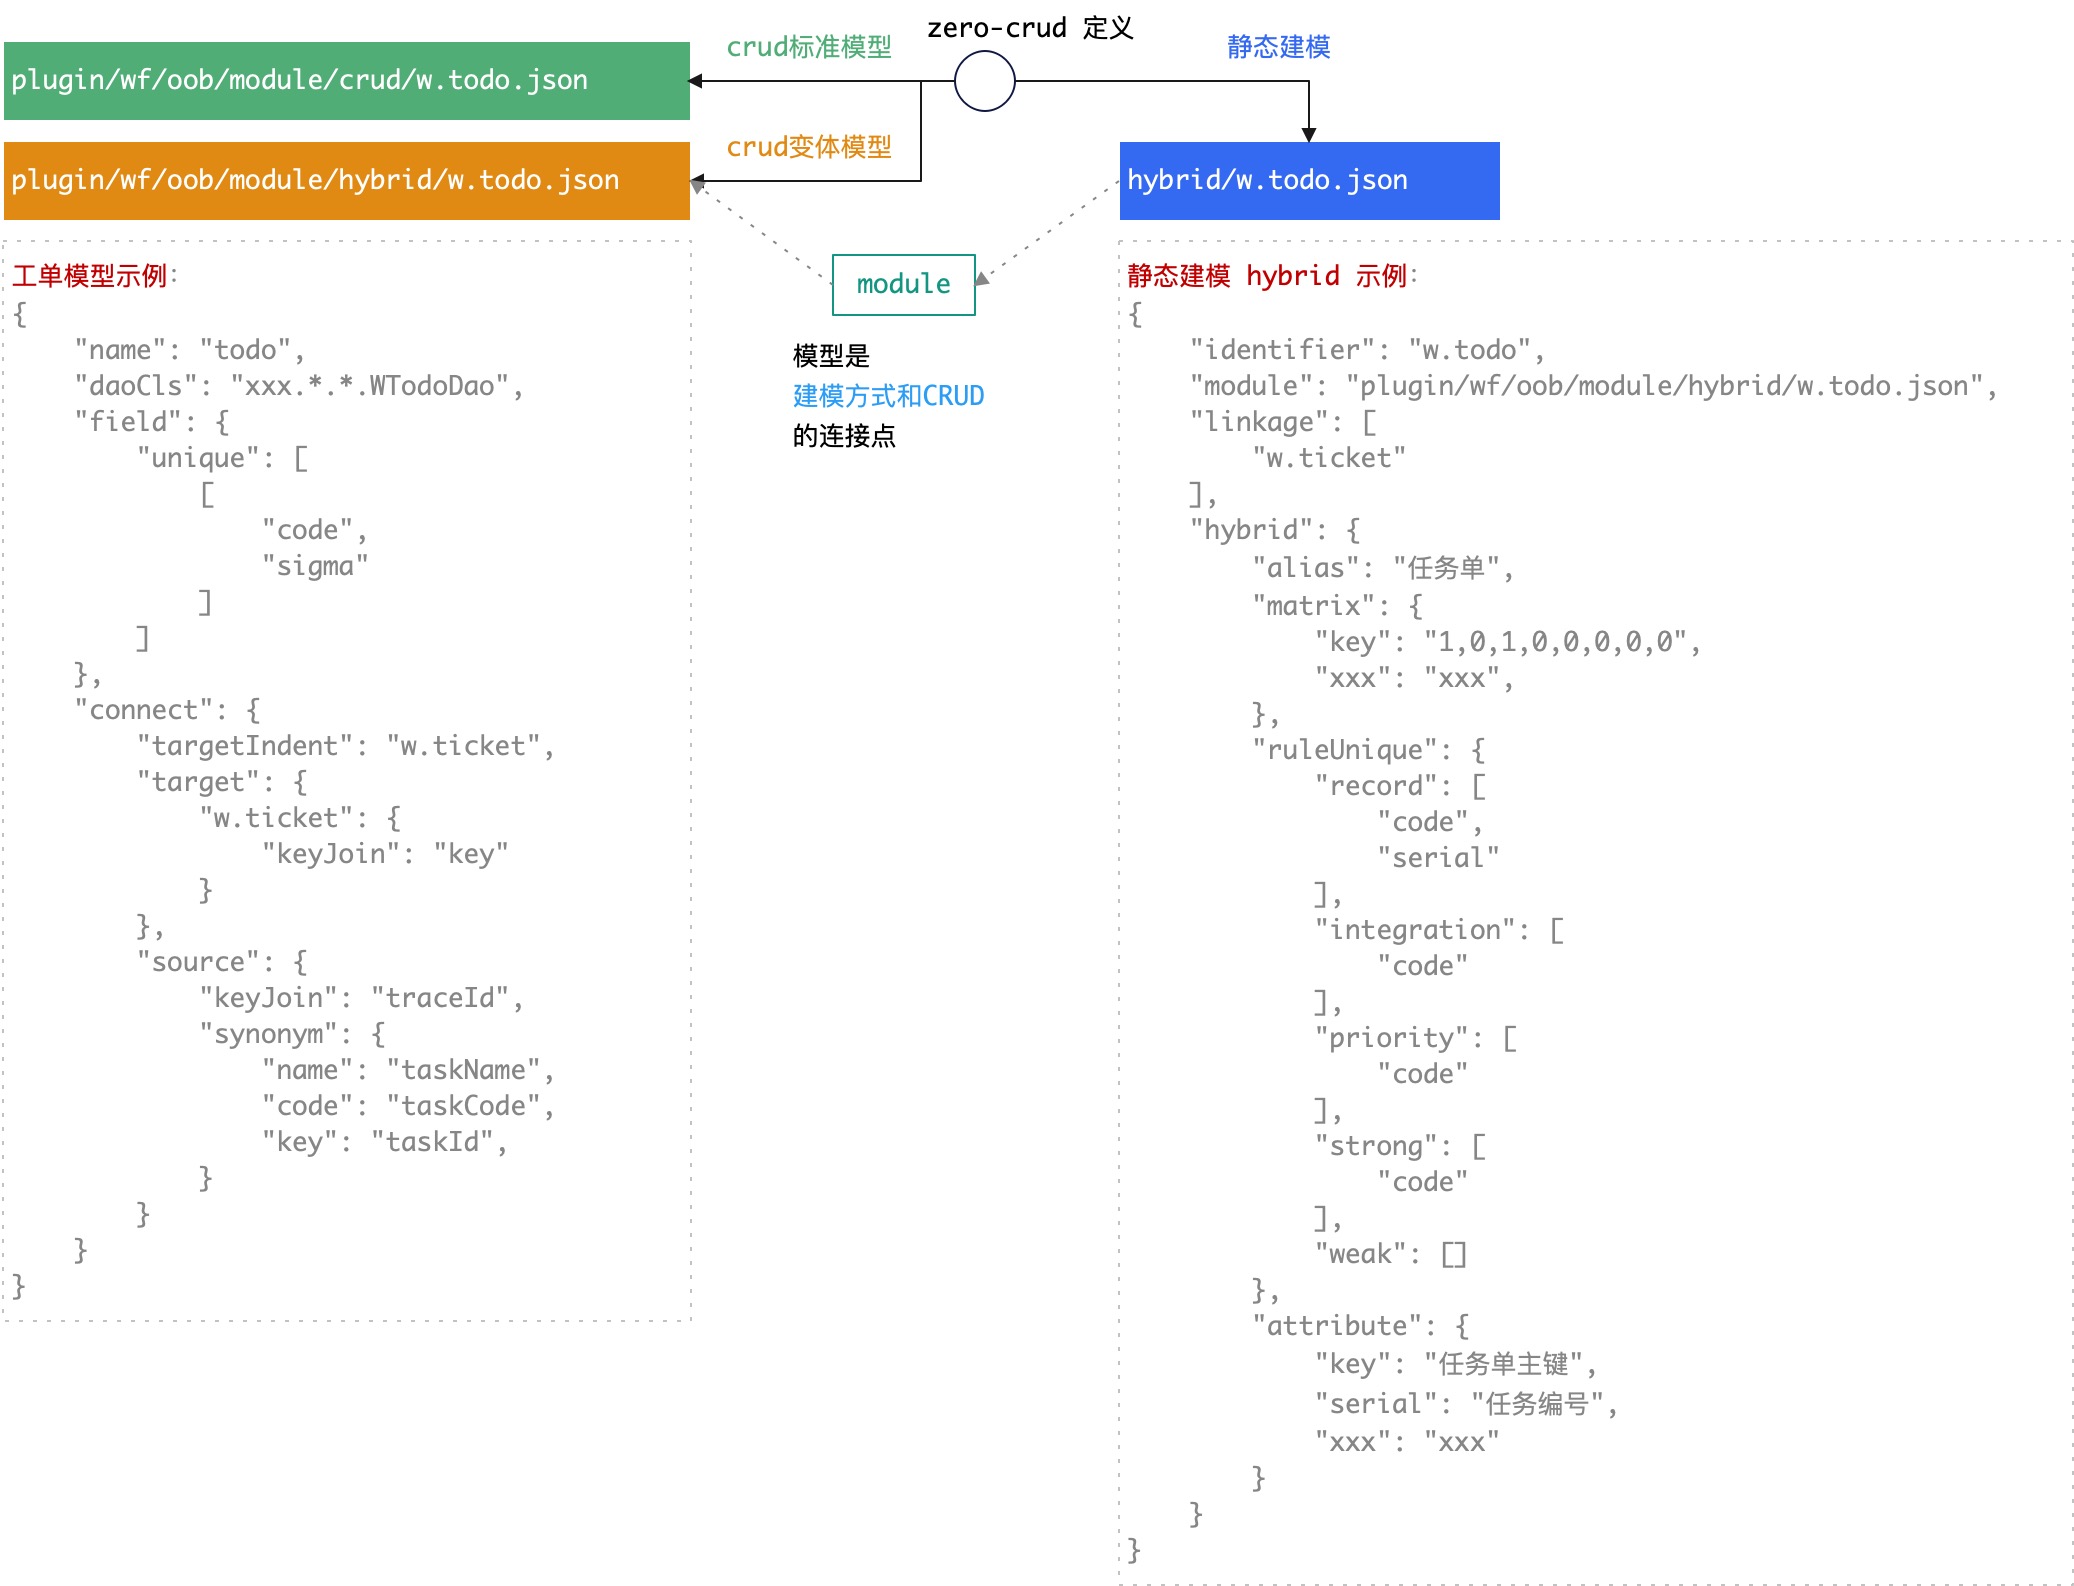 zero-crud 定义
crud标准模型
静态建模
plugin/wf/oob/module/crud/w.todo.json
crud变体模型
plugin/wf/oob/module/hybrid/w.todo.json
hybrid/w.todo.json
module
模型是
建模方式和CRUD
的连接点
工单模型示例:
{
    "name": "todo",
    "daoCls": "xxx.*.*.WTodoDao",
    "field": {
        "unique": [
            [
                "code",
                "sigma"
            ]
        ]
    },
    "connect": {
        "targetIndent": "w.ticket",
        "target": {
            "w.ticket": {
                "keyJoin": "key"
            }
        },
        "source": {
            "keyJoin": "traceId",
            "synonym": {
                "name": "taskName",
                "code": "taskCode",
                "key": "taskId",
            }
        }
    }
}
静态建模 hybrid 示例:
{
    "identifier": "w.todo",
    "module": "plugin/wf/oob/module/hybrid/w.todo.json",
    "linkage": [
        "w.ticket"
    ],
    "hybrid": {
        "alias": "任务单",
        "matrix": {
            "key": "1,0,1,0,0,0,0,0",
            "xxx": "xxx",
        },
        "ruleUnique": {
            "record": [
                "code",
                "serial"
            ],
            "integration": [
                "code"
            ],
            "priority": [
                "code"
            ],
            "strong": [
                "code"
            ],
            "weak": []
        },
        "attribute": {
            "key": "任务单主键",
            "serial": "任务编号",
            "xxx": "xxx"
        }
    }
}